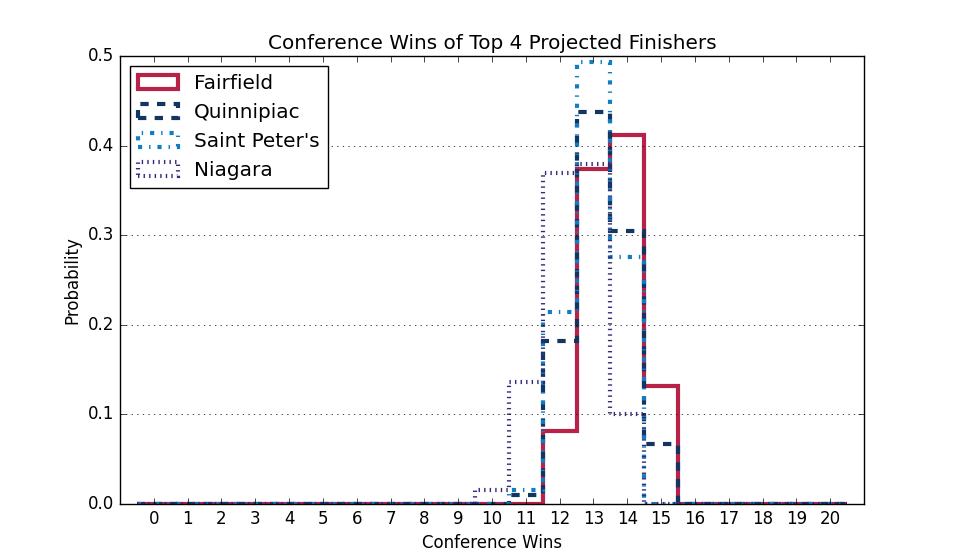 Conference Wins of Top 4 Projected Finishers
Fairfield
Quinnipiac
Saint Peter's
Niagara
0.5
0.4
0.3
0.2
0.1
0.0
Probability
0 1 2 3 4 5 6 7 8 9 10 11 12 13 14 15 16 17 18 19 20
Conference Wins